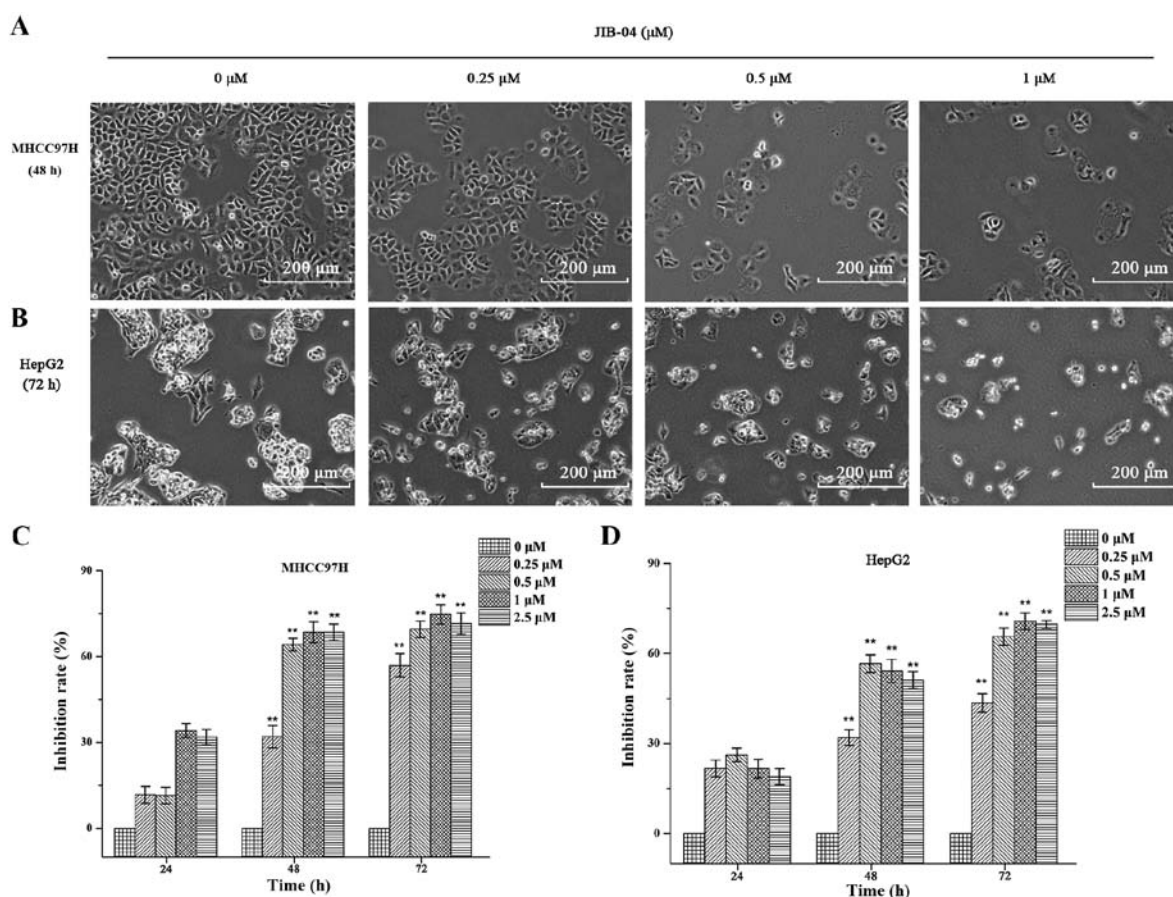 A
JIB-04 (μM)
0 μM 0.25 μM 0.5 μM 1 μM
MHCC97H
(48 h)
200 μm 200 μm 200 μm 200 μm
B
HepG2
(72 h)
200 μm 200 μm 200 μm 200 μm
C
MHCC97H
0 μM
0.25 μM
0.5 μM
1 μM
2.5 μM
Inhibition rate (%)
90
60
30
0
** ** ** **
** ** ** **
24 48 72
Time (h)
D
HepG2
0 μM
0.25 μM
0.5 μM
1 μM
2.5 μM
Inhibition rate (%)
90
60
30
0
** ** ** **
** ** ** **
24 48 72
Time (h)